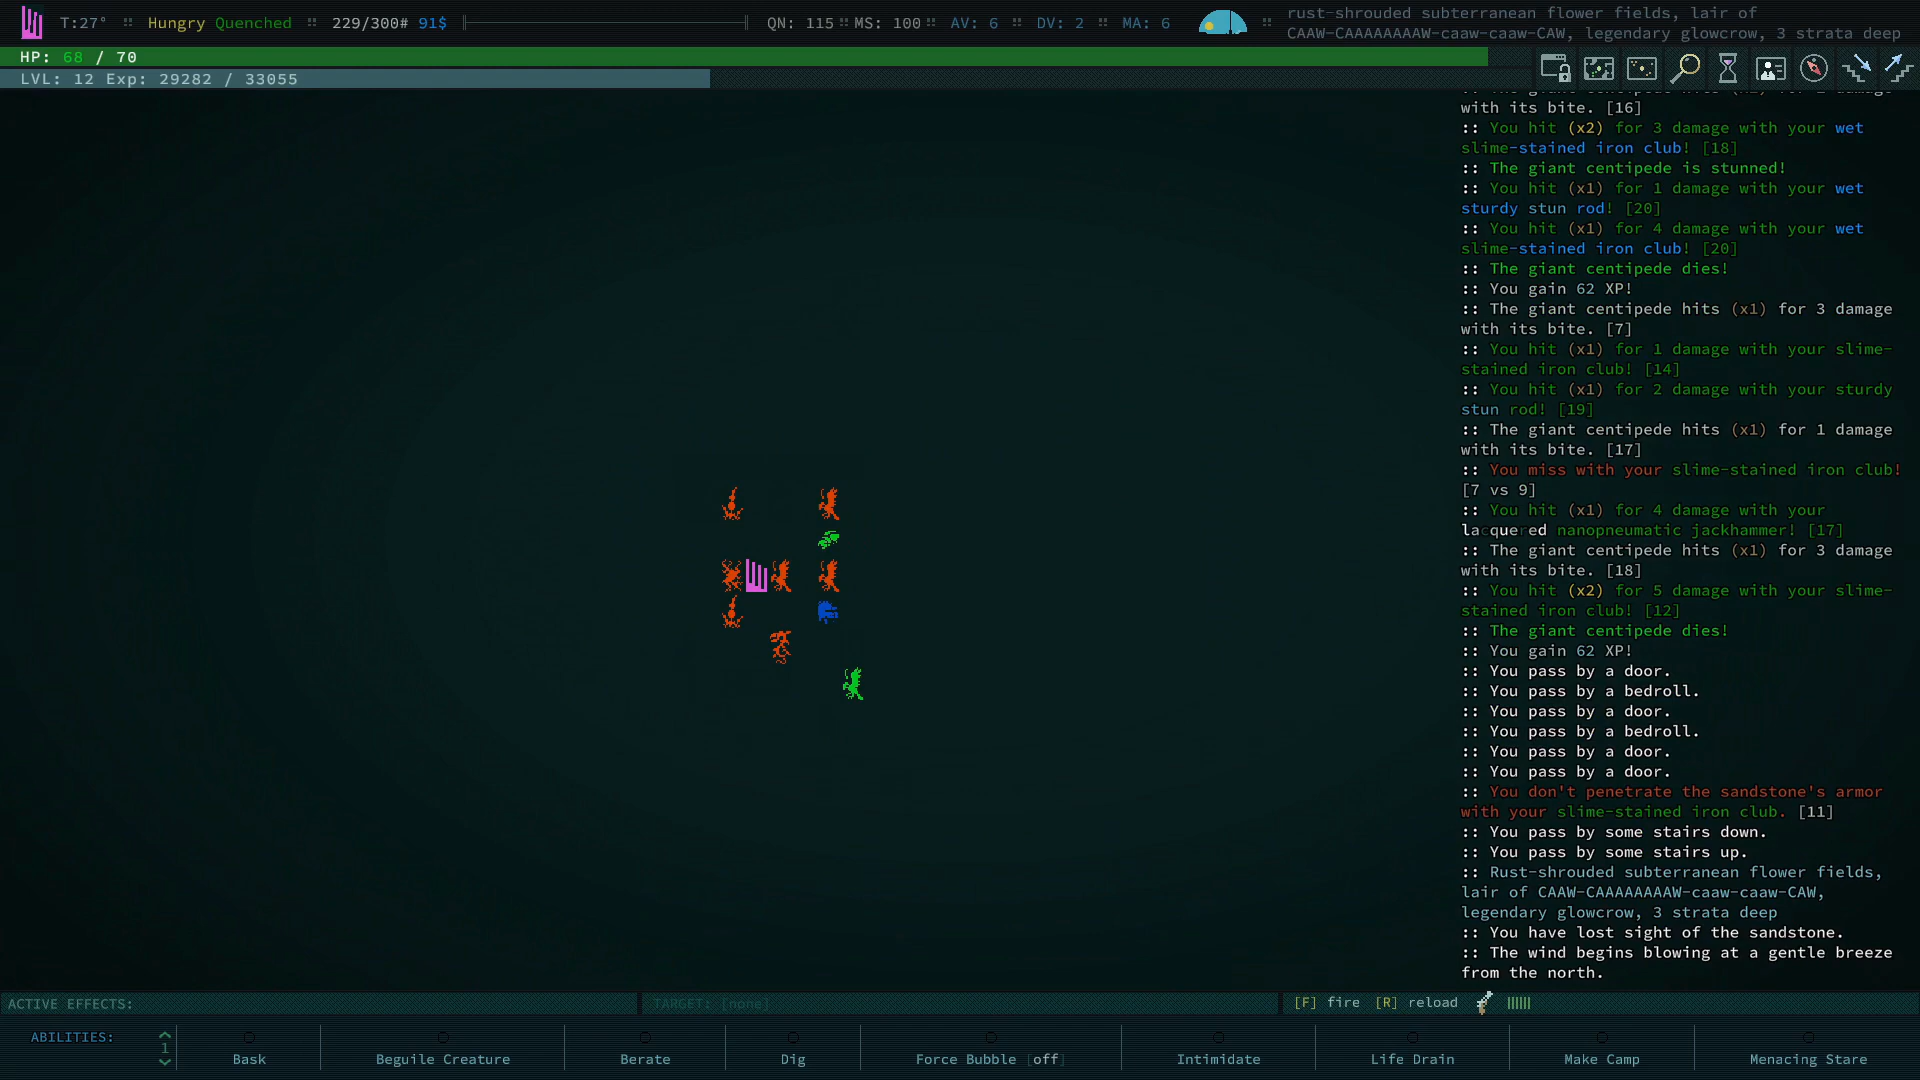 T:27° :: Hungry Quenched :: 229/300# 91$ QN: 115 :: MS: 100 :: AV: 6 :: DV: 2 :: MA: 6 :: rust-shrouded subterranean flower fields, lair of
CAAW-CAAAAAAAAW-caaw-caaw-CAW, legendary glowcrow, 3 strata deep
HP: 68 / 70
LVL: 12 Exp: 29282 / 33055
with its bite. [16]
:: You hit (x2) for 3 damage with your wet
slime-stained iron club! [18]
:: The giant centipede is stunned!
:: You hit (x1) for 1 damage with your wet
sturdy stun rod! [20]
:: You hit (x1) for 4 damage with your wet
slime-stained iron club! [20]
:: The giant centipede dies!
:: You gain 62 XP!
:: The giant centipede hits (x1) for 3 damage
with its bite. [7]
:: You hit (x1) for 1 damage with your slime-
stained iron club! [14]
:: You hit (x1) for 2 damage with your sturdy
stun rod! [19]
:: The giant centipede hits (x1) for 1 damage
with its bite. [17]
:: You miss with your slime-stained iron club!
[7 vs 9]
:: You hit (x1) for 4 damage with your
lacquered nanopneumatic jackhammer! [17]
:: The giant centipede hits (x1) for 3 damage
with its bite. [18]
:: You hit (x2) for 5 damage with your slime-
stained iron club! [12]
:: The giant centipede dies!
:: You gain 62 XP!
:: You pass by a door.
:: You pass by a bedroll.
:: You pass by a door.
:: You pass by a bedroll.
:: You pass by a door.
:: You pass by a door.
:: You don't penetrate the sandstone's armor
with your slime-stained iron club. [11]
:: You pass by some stairs down.
:: You pass by some stairs up.
:: Rust-shrouded subterranean flower fields,
lair of CAAW-CAAAAAAAAW-caaw-caaw-CAW,
legendary glowcrow, 3 strata deep
:: You have lost sight of the sandstone.
:: The wind begins blowing at a gentle breeze
from the north.
ACTIVE EFFECTS: TARGET: [none] [F] fire [R] reload
ABILITIES: 1 Bask Beguile Creature Berate Dig Force Bubble [off] Intimidate Life Drain Make Camp Menacing Stare